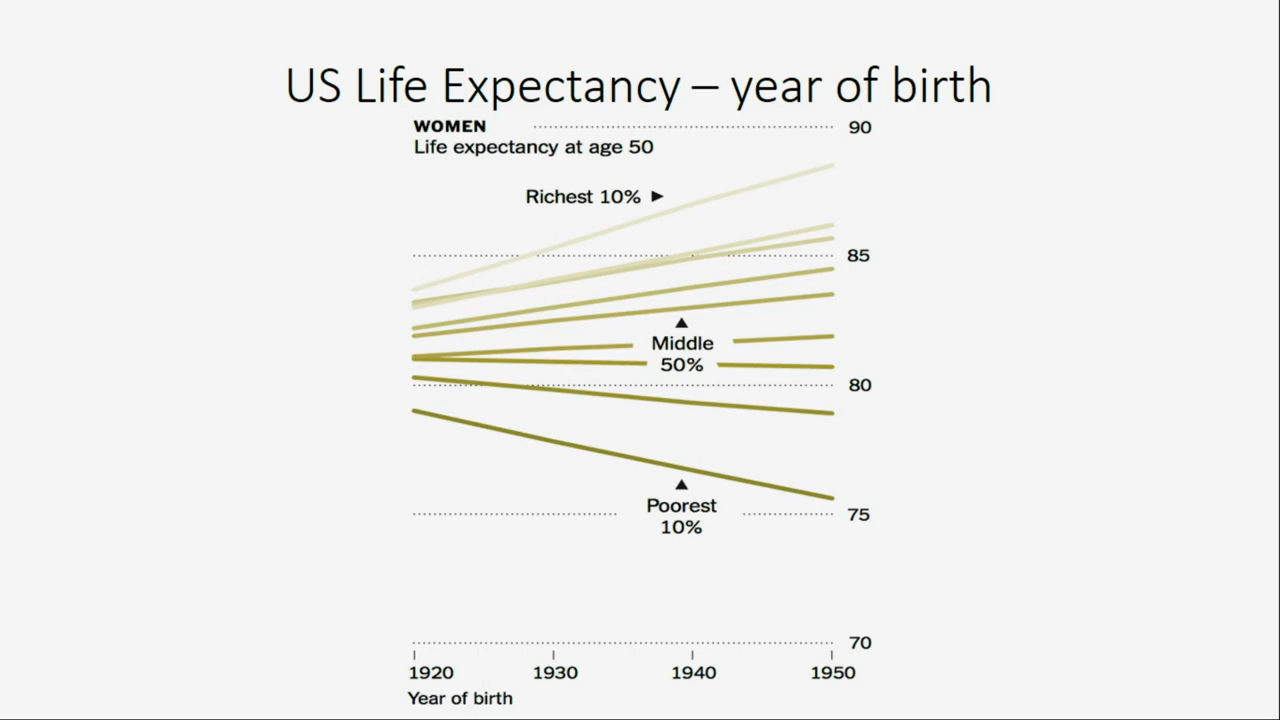 US Life Expectancy – year of birth
WOMEN
Life expectancy at age 50
90
Richest 10% ►
85
▲
Middle
50%
80
▲
Poorest
10%
75
70
1920 1930 1940 1950
Year of birth